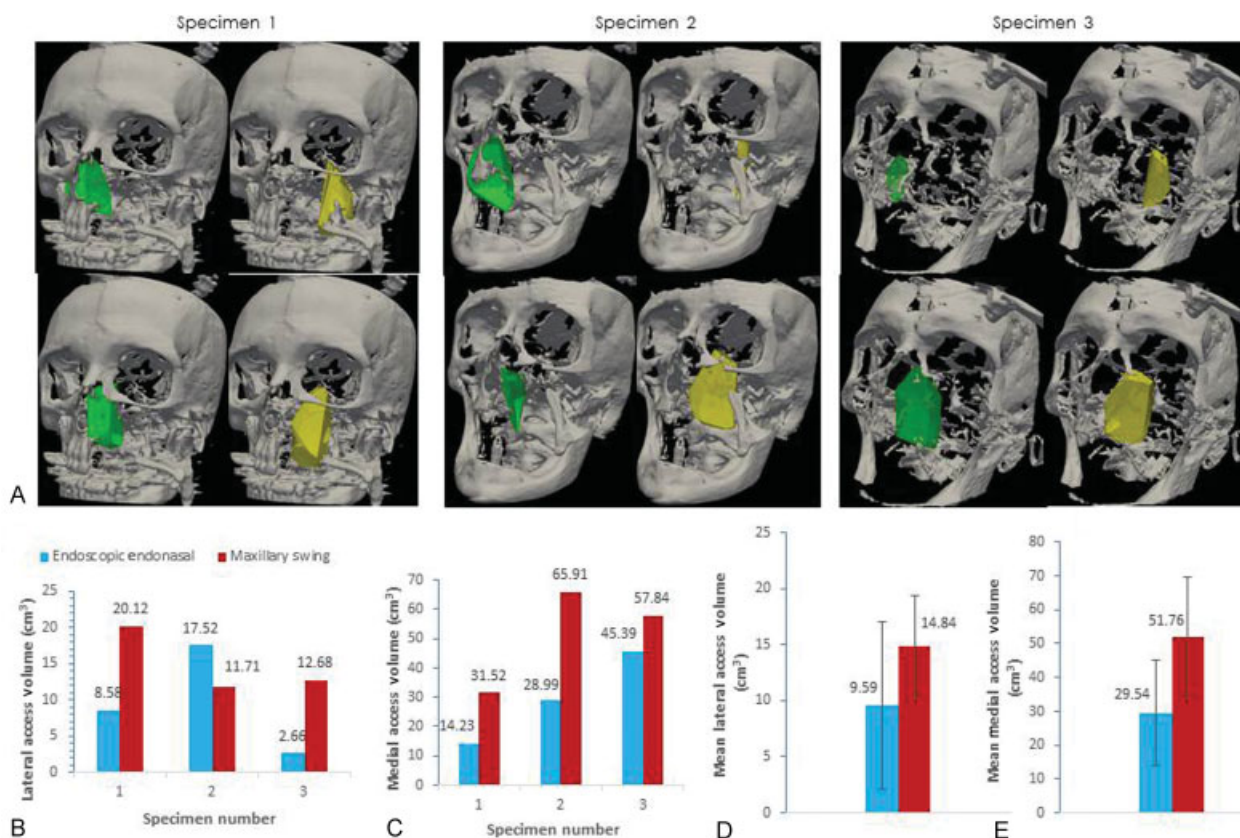 Specimen 1
Specimen 2
Specimen 3
A
Endoscopic endonasal
Maxillary swing
Lateral access volume (cm³)
25
20
15
10
5
0
20.12
17.52
11.71
12.68
8.58
2.66
1
2
3
Specimen number
B
Medial access volume (cm³)
70
60
50
40
30
20
10
0
65.91
57.84
45.39
31.52
28.99
14.23
1
2
3
Specimen number
C
Mean lateral access volume
(cm³)
25
20
15
10
5
0
14.84
9.59
D
Mean medial access volume
(cm³)
80
70
60
50
40
30
20
10
0
51.76
29.54
E